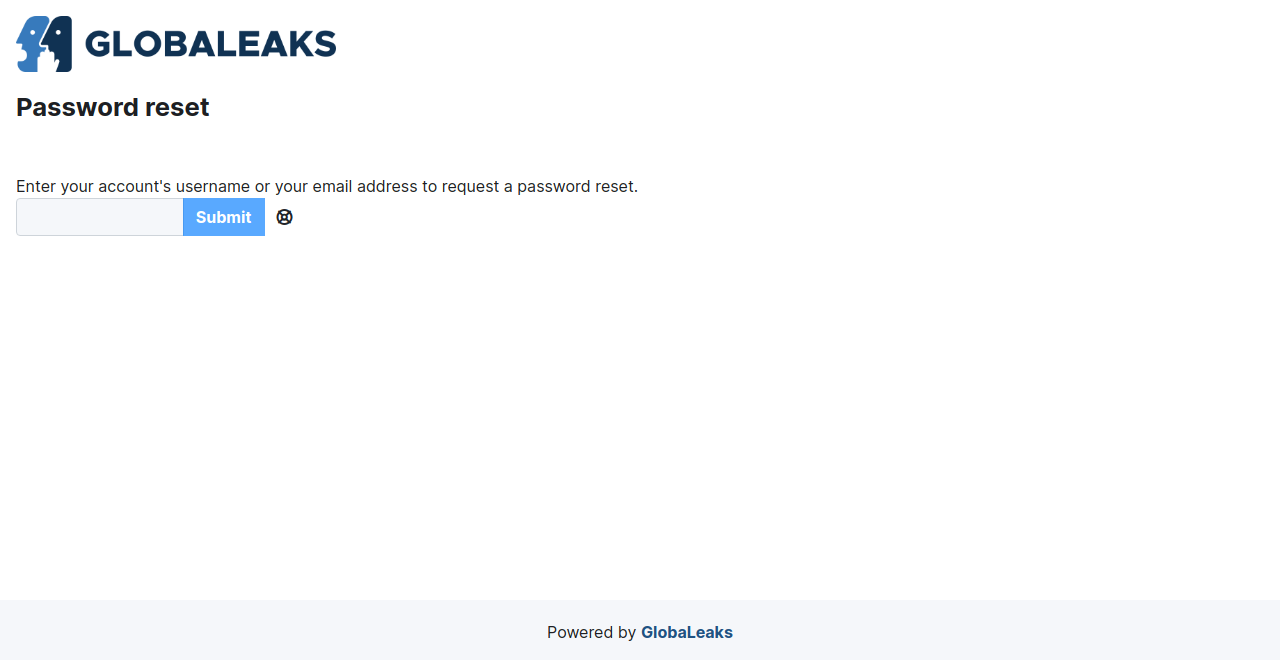 GLOBALEAKS
Password reset
Enter your account's username or your email address to request a password reset.
Submit
Powered by GlobaLeaks